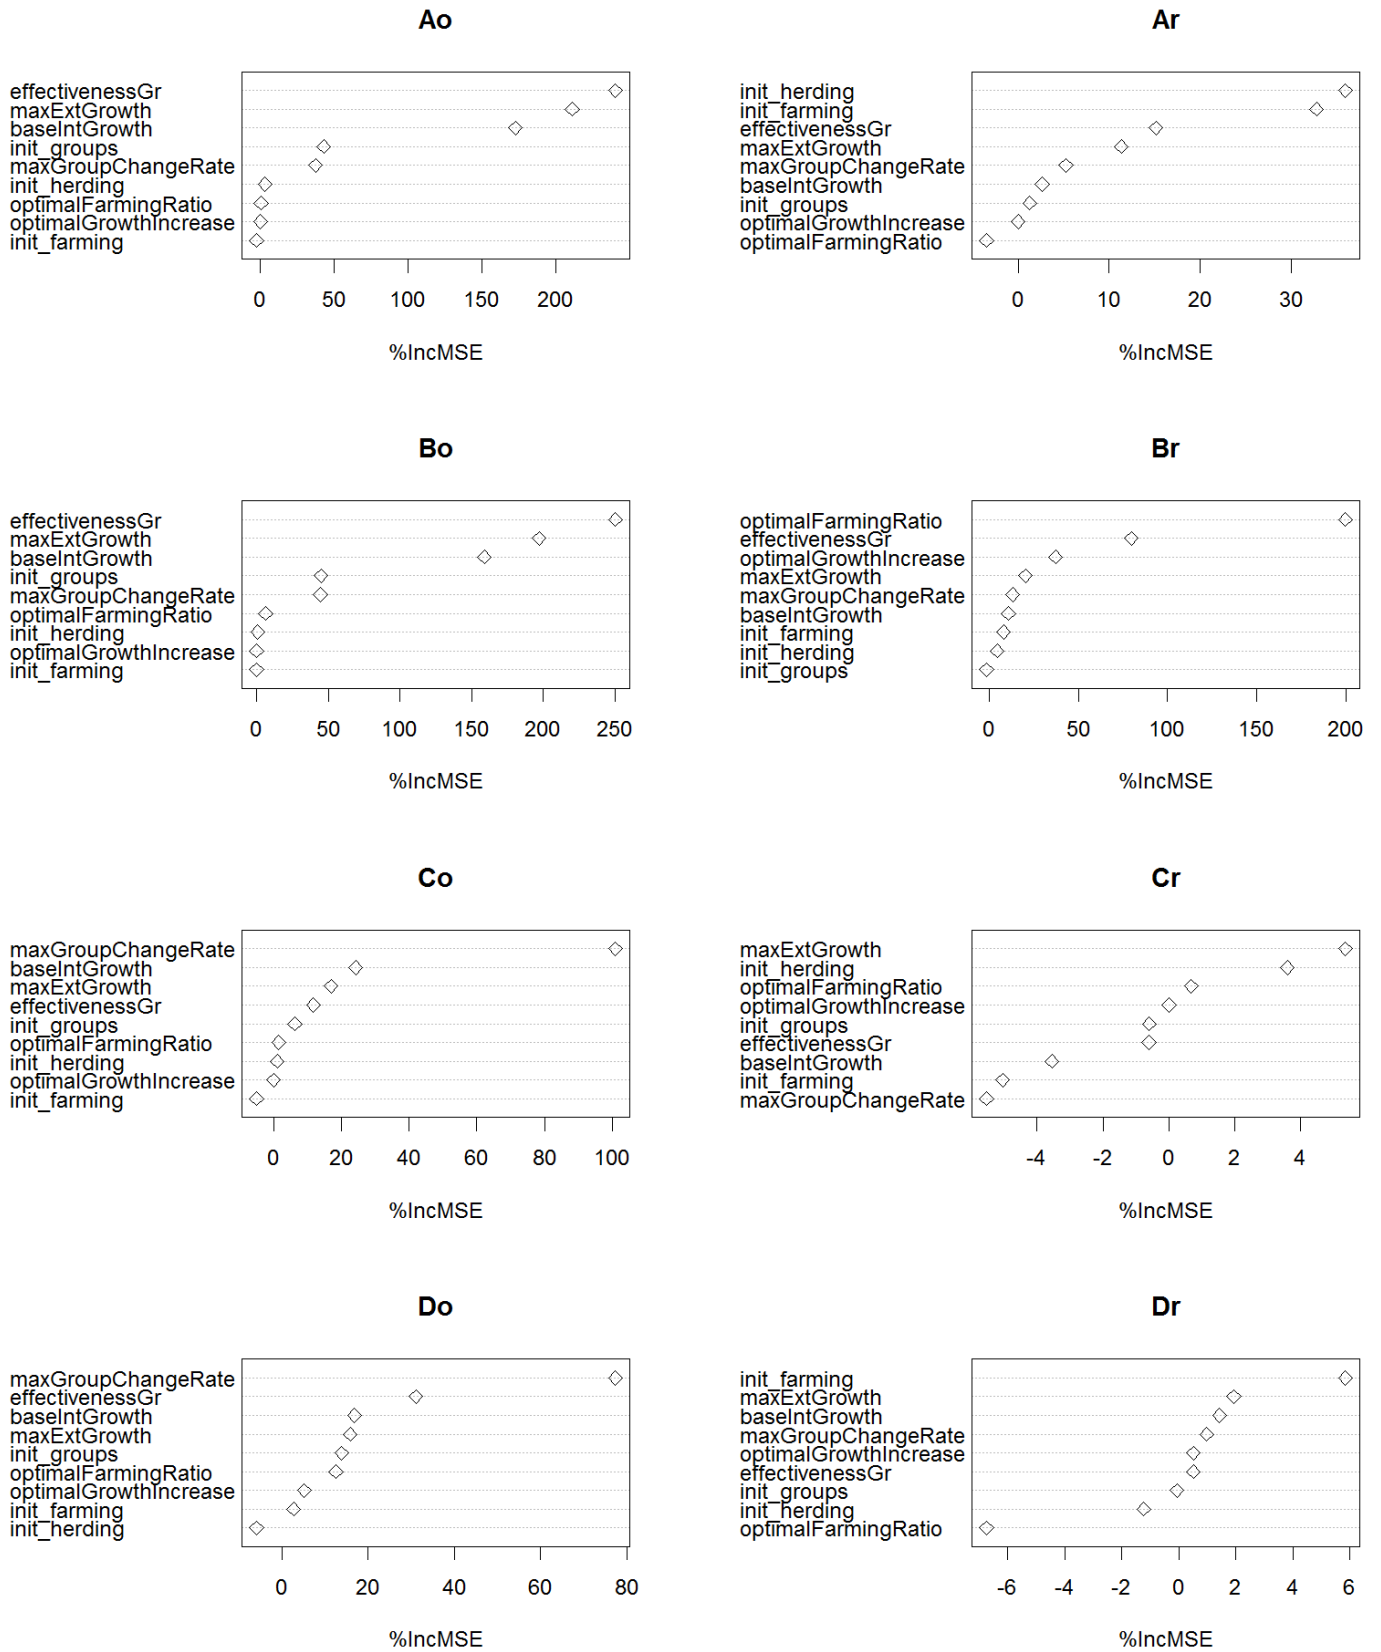 Ao
effectivenessGr
maxExtGrowth
baseIntGrowth
init_groups
maxGroupChangeRate
init_herding
optimalFarmingRatio
optimalGrowthIncrease
init_farming
0 50 100 150 200
%IncMSE
Ar
init_herding
init_farming
effectivenessGr
maxExtGrowth
maxGroupChangeRate
baseIntGrowth
init_groups
optimalGrowthIncrease
optimalFarmingRatio
0 10 20 30
%IncMSE
Bo
effectivenessGr
maxExtGrowth
baseIntGrowth
init_groups
maxGroupChangeRate
optimalFarmingRatio
init_herding
optimalGrowthIncrease
init_farming
0 50 100 150 200 250
%IncMSE
Br
optimalFarmingRatio
effectivenessGr
optimalGrowthIncrease
maxExtGrowth
maxGroupChangeRate
baseIntGrowth
init_farming
init_herding
init_groups
0 50 100 150 200
%IncMSE
Co
maxGroupChangeRate
baseIntGrowth
maxExtGrowth
effectivenessGr
init_groups
optimalFarmingRatio
init_herding
optimalGrowthIncrease
init_farming
0 20 40 60 80 100
%IncMSE
Cr
maxExtGrowth
init_herding
optimalFarmingRatio
optimalGrowthIncrease
init_groups
effectivenessGr
baseIntGrowth
init_farming
maxGroupChangeRate
-4 -2 0 2 4
%IncMSE
Do
maxGroupChangeRate
effectivenessGr
baseIntGrowth
maxExtGrowth
init_groups
optimalFarmingRatio
optimalGrowthIncrease
init_farming
init_herding
0 20 40 60 80
%IncMSE
Dr
init_farming
maxExtGrowth
baseIntGrowth
maxGroupChangeRate
optimalGrowthIncrease
effectivenessGr
init_groups
init_herding
optimalFarmingRatio
-6 -4 -2 0 2 4 6
%IncMSE